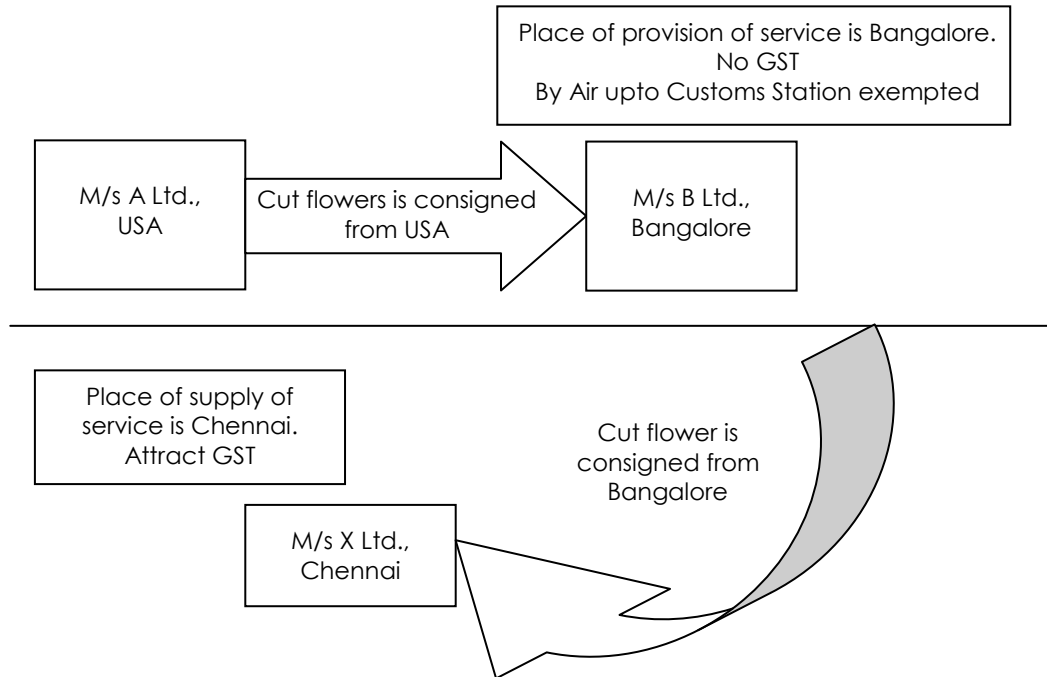 Place of provision of service is Bangalore.
No GST
By Air upto Customs Station exempted
M/s A Ltd.,
USA
Cut flowers is consigned
from USA
M/s B Ltd.,
Bangalore
Place of supply of
service is Chennai.
Attract GST
Cut flower is
consigned from
Bangalore
M/s X Ltd.,
Chennai